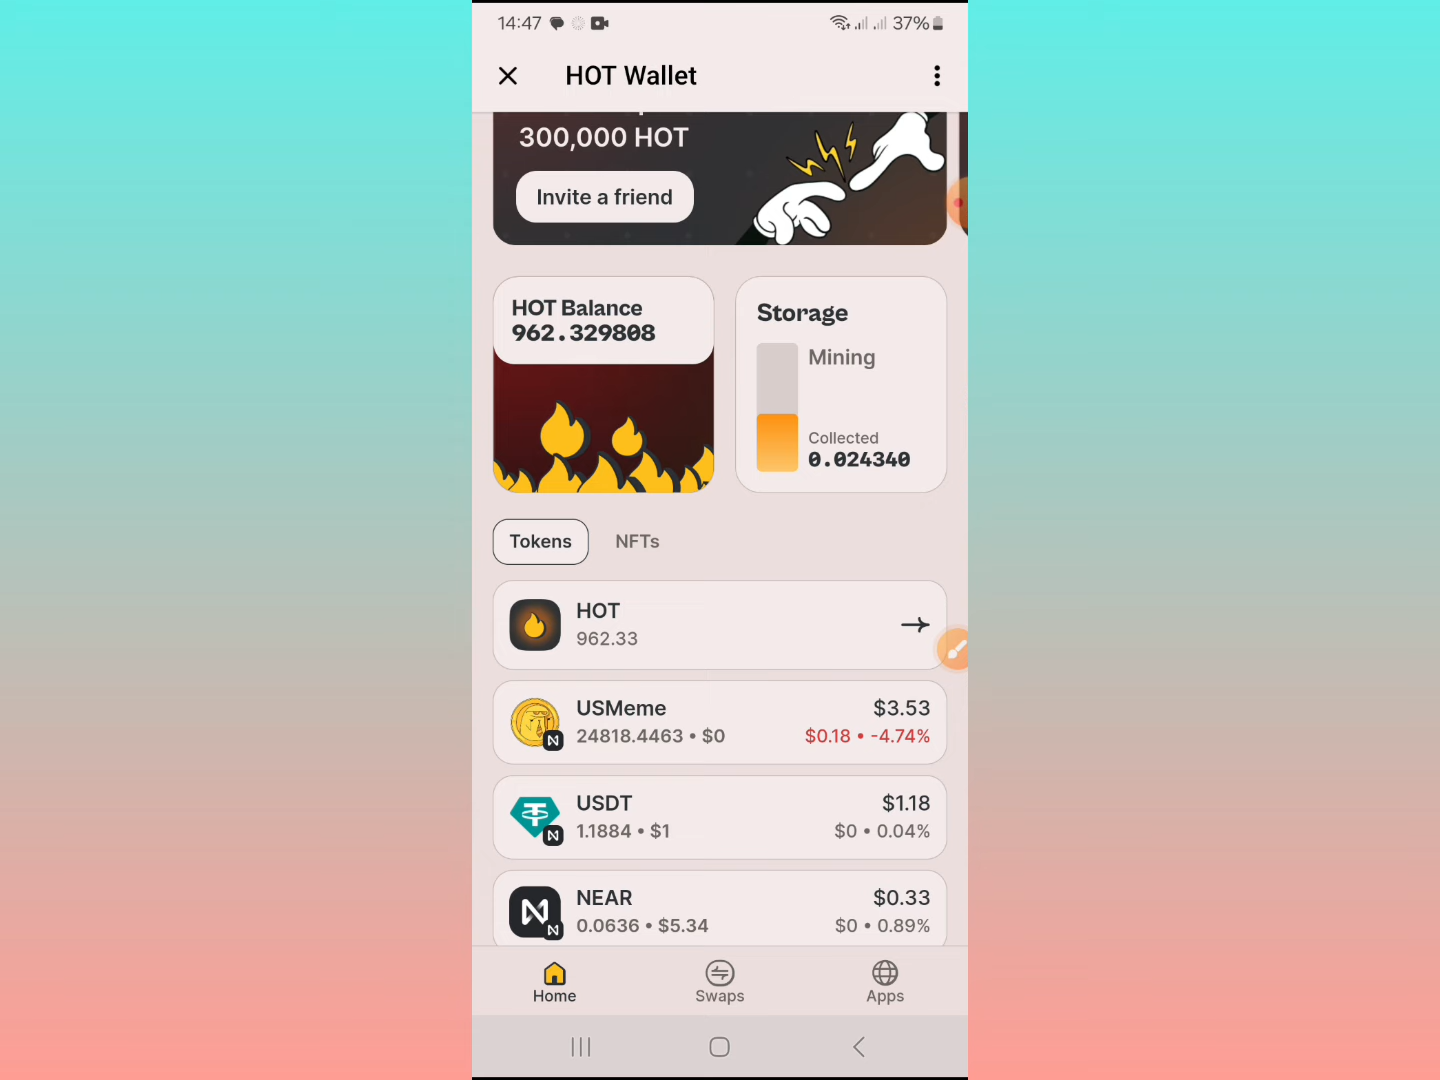 14:47
37%
HOT Wallet
300,000 HOT
Invite a friend
HOT Balance
962.329808
Storage
Mining
Collected
0.024340
Tokens
NFTs
HOT
962.33
USMeme
$3.53
24818.4463 • $0
$0.18 • -4.74%
USDT
$1.18
1.1884 • $1
$0 • 0.04%
NEAR
$0.33
0.0636 • $5.34
$0 • 0.89%
Home
Swaps
Apps